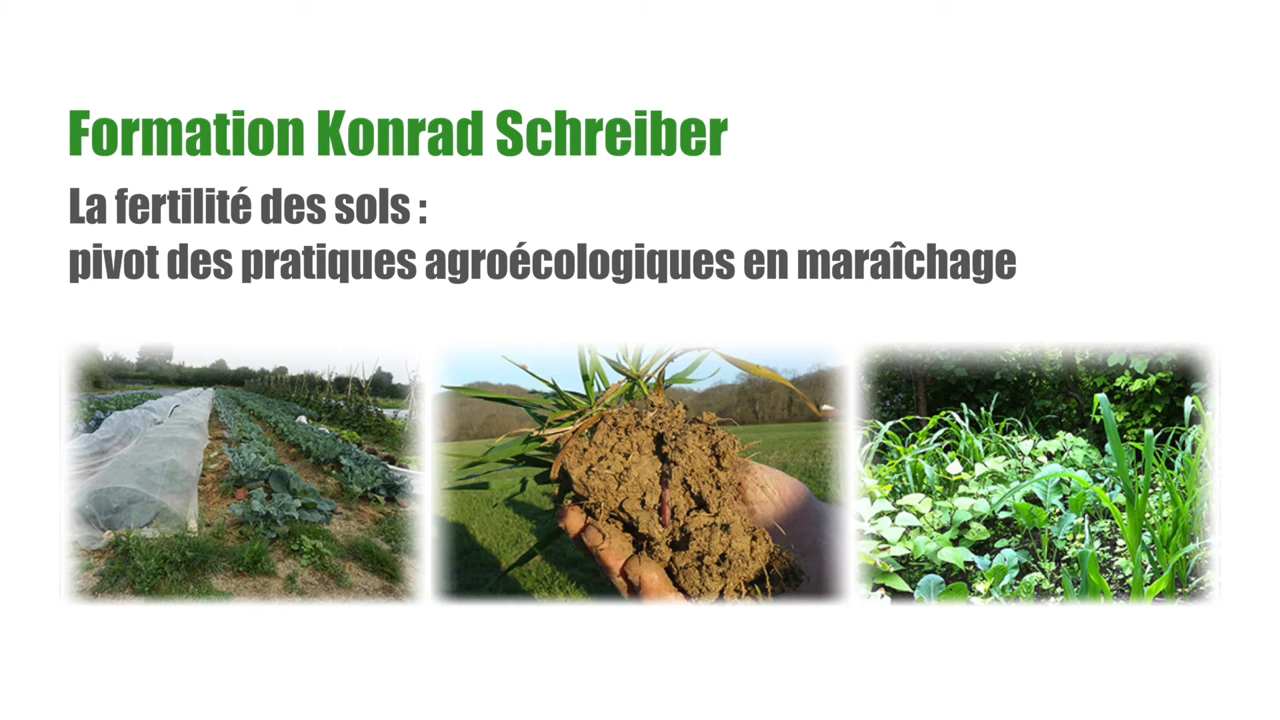 Formation Konrad Schreiber
La fertilité des sols :
pivot des pratiques agroécologiques en maraîchage